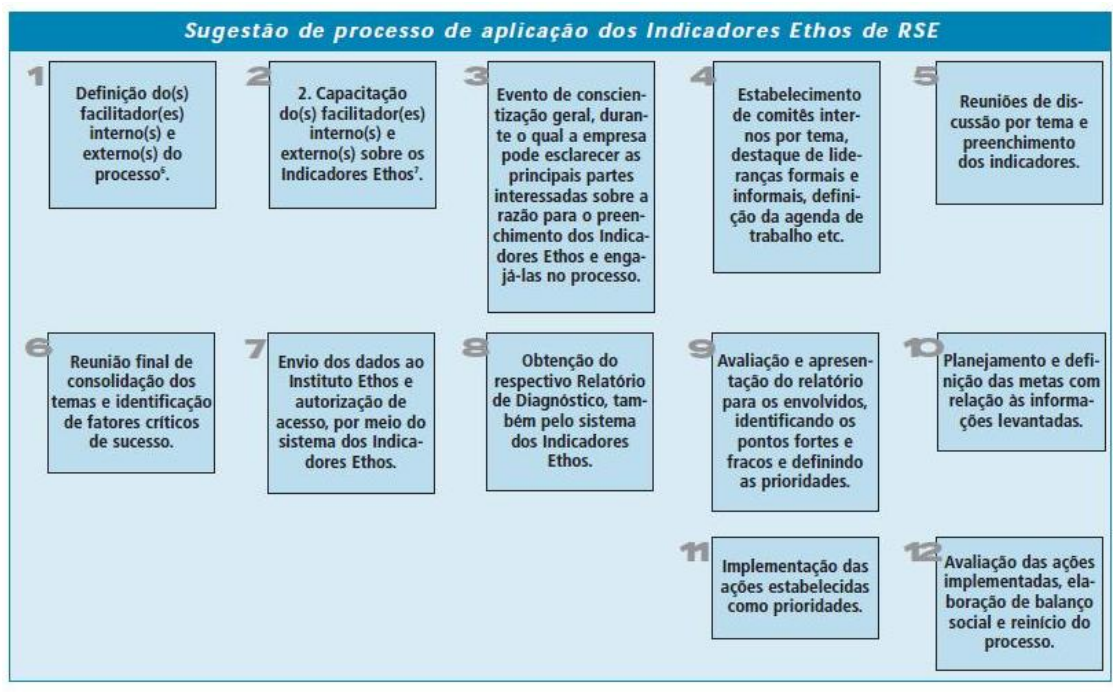 Sugestão de processo de aplicação dos Indicadores Ethos de RSE
1
Definição do(s)
facilitador(es)
interno(s) e
externo(s) do
processo⁶.
2
2. Capacitação
do(s) facilitador(es)
interno(s) e
externo(s) sobre os
Indicadores Ethos⁷.
3
Evento de conscien-
tização geral, duran-
te o qual a empresa
pode esclarecer as
principais partes
interessadas sobre a
razão para o preen-
chimento dos Indica-
dores Ethos e enga-
já-las no processo.
4
Estabelecimento
de comitês inter-
nos por tema,
destaque de lide-
ranças formais e
informais, defini-
ção da agenda de
trabalho etc.
5
Reuniões de dis-
cussão por tema e
preenchimento
dos indicadores.
6
Reunião final de
consolidação dos
temas e identificação
de fatores críticos
de sucesso.
7
Envio dos dados ao
Instituto Ethos e
autorização de
acesso, por meio do
sistema dos Indica-
dores Ethos.
8
Obtenção do
respectivo Relatório
de Diagnóstico, tam-
bém pelo sistema
dos Indicadores
Ethos.
9
Avaliação e apresen-
tação do relatório
para os envolvidos,
identificando os
pontos fortes e
fracos e definindo
as prioridades.
10
Planejamento e defi-
nição das metas com
relação às informa-
ções levantadas.
11
Implementação das
ações estabelecidas
como prioridades.
12
Avaliação das ações
implementadas, ela-
boração de balanço
social e reinício do
processo.